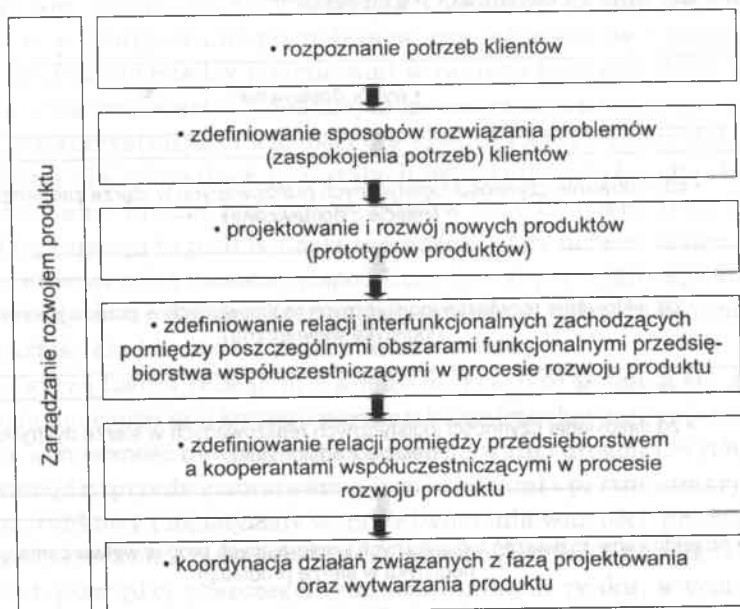 Zarządzanie rozwojem produktu
• rozpoznanie potrzeb klientów
• zdefiniowanie sposobów rozwiązania problemów
(zaspokojenia potrzeb) klientów
• projektowanie i rozwój nowych produktów
(prototypów produktów)
• zdefiniowanie relacji interfunkcjonalnych zachodzących
pomiędzy poszczególnymi obszarami funkcjonalnymi przedsię-
biorstwa współuczestniczącymi w procesie rozwoju produktu
• zdefiniowanie relacji pomiędzy przedsiębiorstwem
a kooperantami współuczestniczącymi w procesie
rozwoju produktu
• koordynacja działań związanych z fazą projektowania
oraz wytwarzania produktu